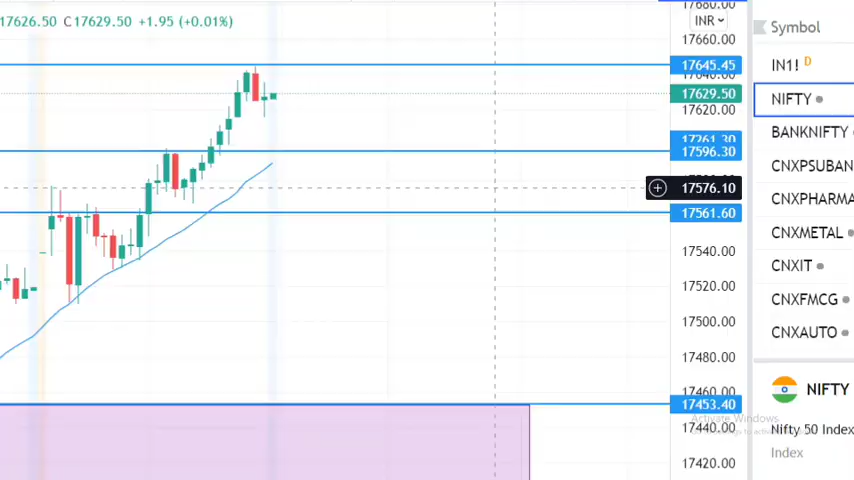 17626.50 C17629.50 +1.95 (+0.01%)
17680.00
INR
17660.00
17645.45
17640.00
17629.50
17620.00
17261.30
17596.30
17576.10
17561.60
17540.00
17520.00
17500.00
17480.00
17460.00
17453.40
17440.00
17420.00
Symbol
IN1! D
NIFTY
BANKNIFTY
CNXPSUBAN
CNXPHARMA
CNXMETAL
CNXIT
CNXFMCG
CNXAUTO
NIFTY
Activate Windows
Nifty 50 Index
Index